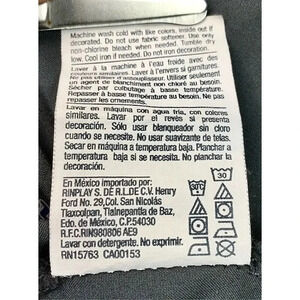 Machine wash cold with like colors, inside out if
decorated. Do not use fabric softener. Use only
non-chlorine bleach when needed. Tumble dry
low. Cool iron if needed. Do not iron decoration.
Laver à la machine à l'eau froide avec des
couleurs similaires. Laver à l'envers si garnitures.
Ne pas utiliser d'assouplisseur. Utiliser seulement
un agent de blanchiment non chloré au besoin.
Sécher par culbutage à basse température.
Repasser à basse température au besoin. Ne pas
repasser les ornements.
Lavar en máquina con agua fría, con colores
similares. Lavar por el revés si presenta
decoración. Sólo usar blanqueador sin cloro
cuando es necesario. No usar suavizante de telas.
Secar en máquina a temperatura baja. Planchar a
temperatura baja si se necesita. No planchar la
decoración.
En México importado por:
RINPLAY S. DE R.L.DE C.V. Henry
Ford No. 29,Col. San Nicolás
Tlaxcolpan, Tlalnepantla de Baz,
Edo. de México, C.P.54030
R.F.C.RIN980806 AE9
Lavar con detergente. No exprimir.
RN15763 CA00153
30°C
30